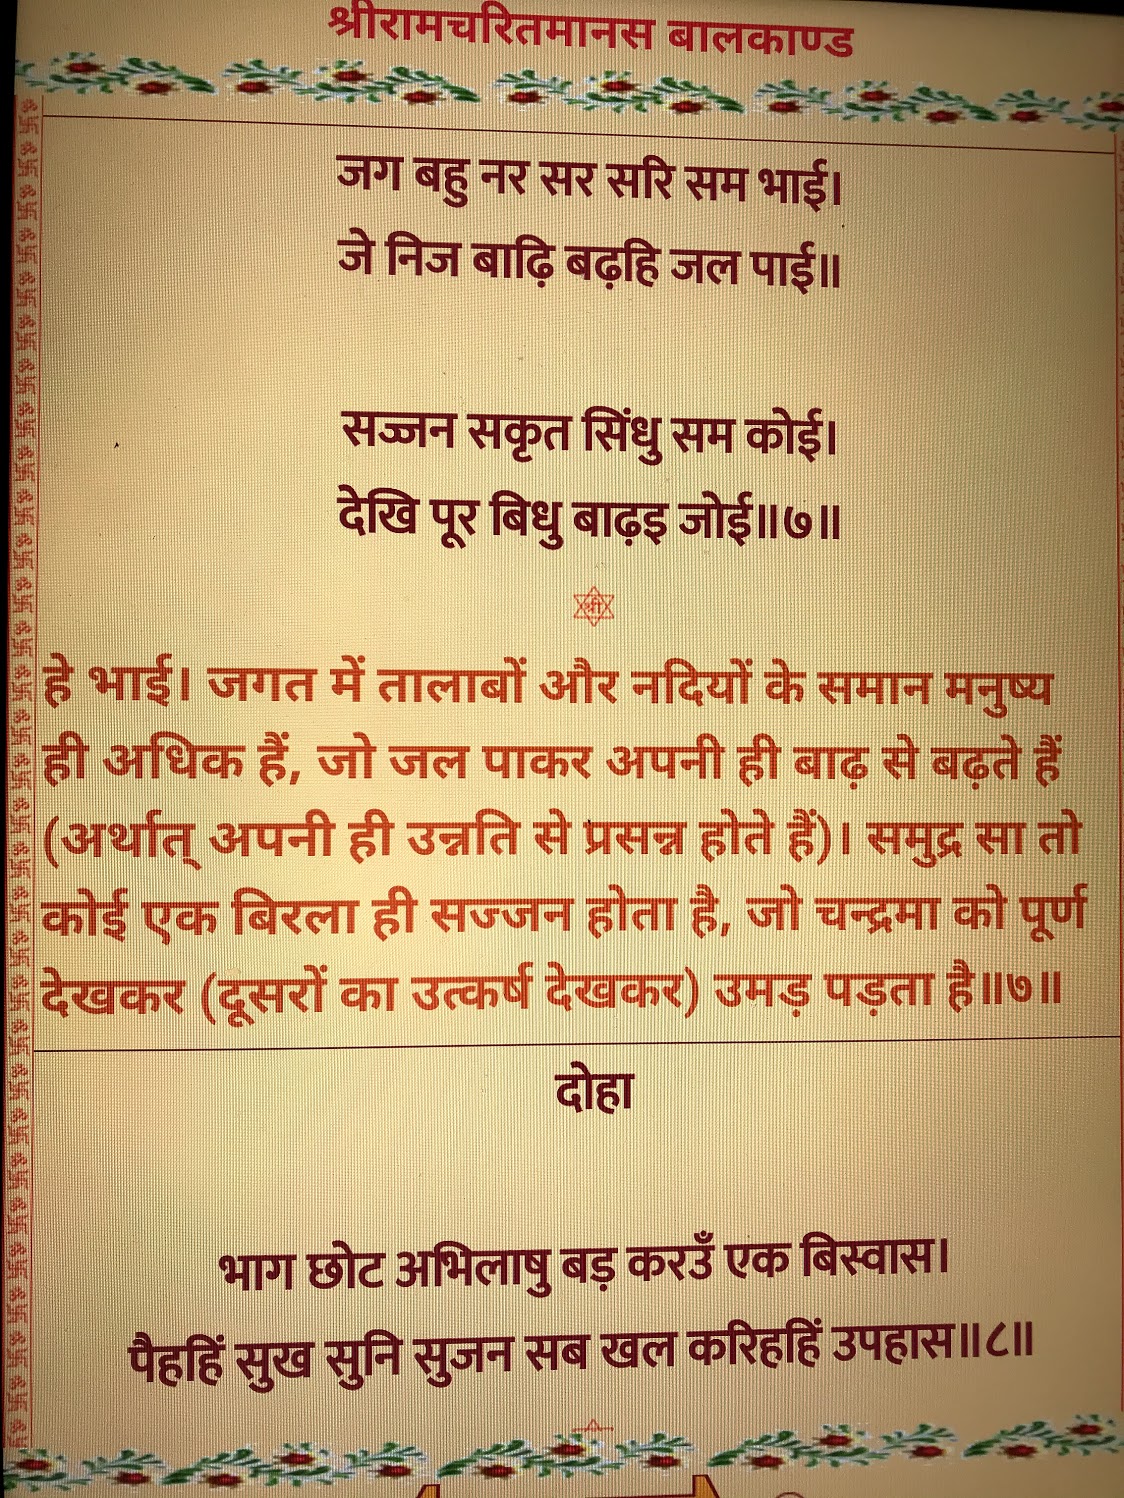 श्रीरामचरितमानस बालकाण्ड
जग बहु नर सर सरि सम भाई।
जे निज बाढ़ि बढ़हि जल पाई॥
सज्जन सकृत सिंधु सम कोई।
देखि पूर बिधु बाढ़इ जोई॥७॥
श्री
हे भाई। जगत में तालाबों और नदियों के समान मनुष्य
ही अधिक हैं, जो जल पाकर अपनी ही बाढ़ से बढ़ते हैं
(अर्थात् अपनी ही उन्नति से प्रसन्न होते हैं)। समुद्र सा तो
कोई एक बिरला ही सज्जन होता है, जो चन्द्रमा को पूर्ण
देखकर (दूसरों का उत्कर्ष देखकर) उमड़ पड़ता है॥७॥
दोहा
भाग छोट अभिलाषु बड़ करउँ एक बिस्वास।
पैहहिं सुख सुनि सुजन सब खल करिहहिं उपहास॥८॥